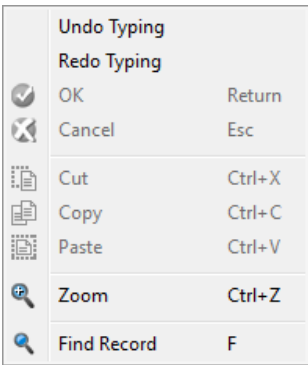 Undo Typing
Redo Typing
OK Return
Cancel Esc
Cut Ctrl+X
Copy Ctrl+C
Paste Ctrl+V
Zoom Ctrl+Z
Find Record F